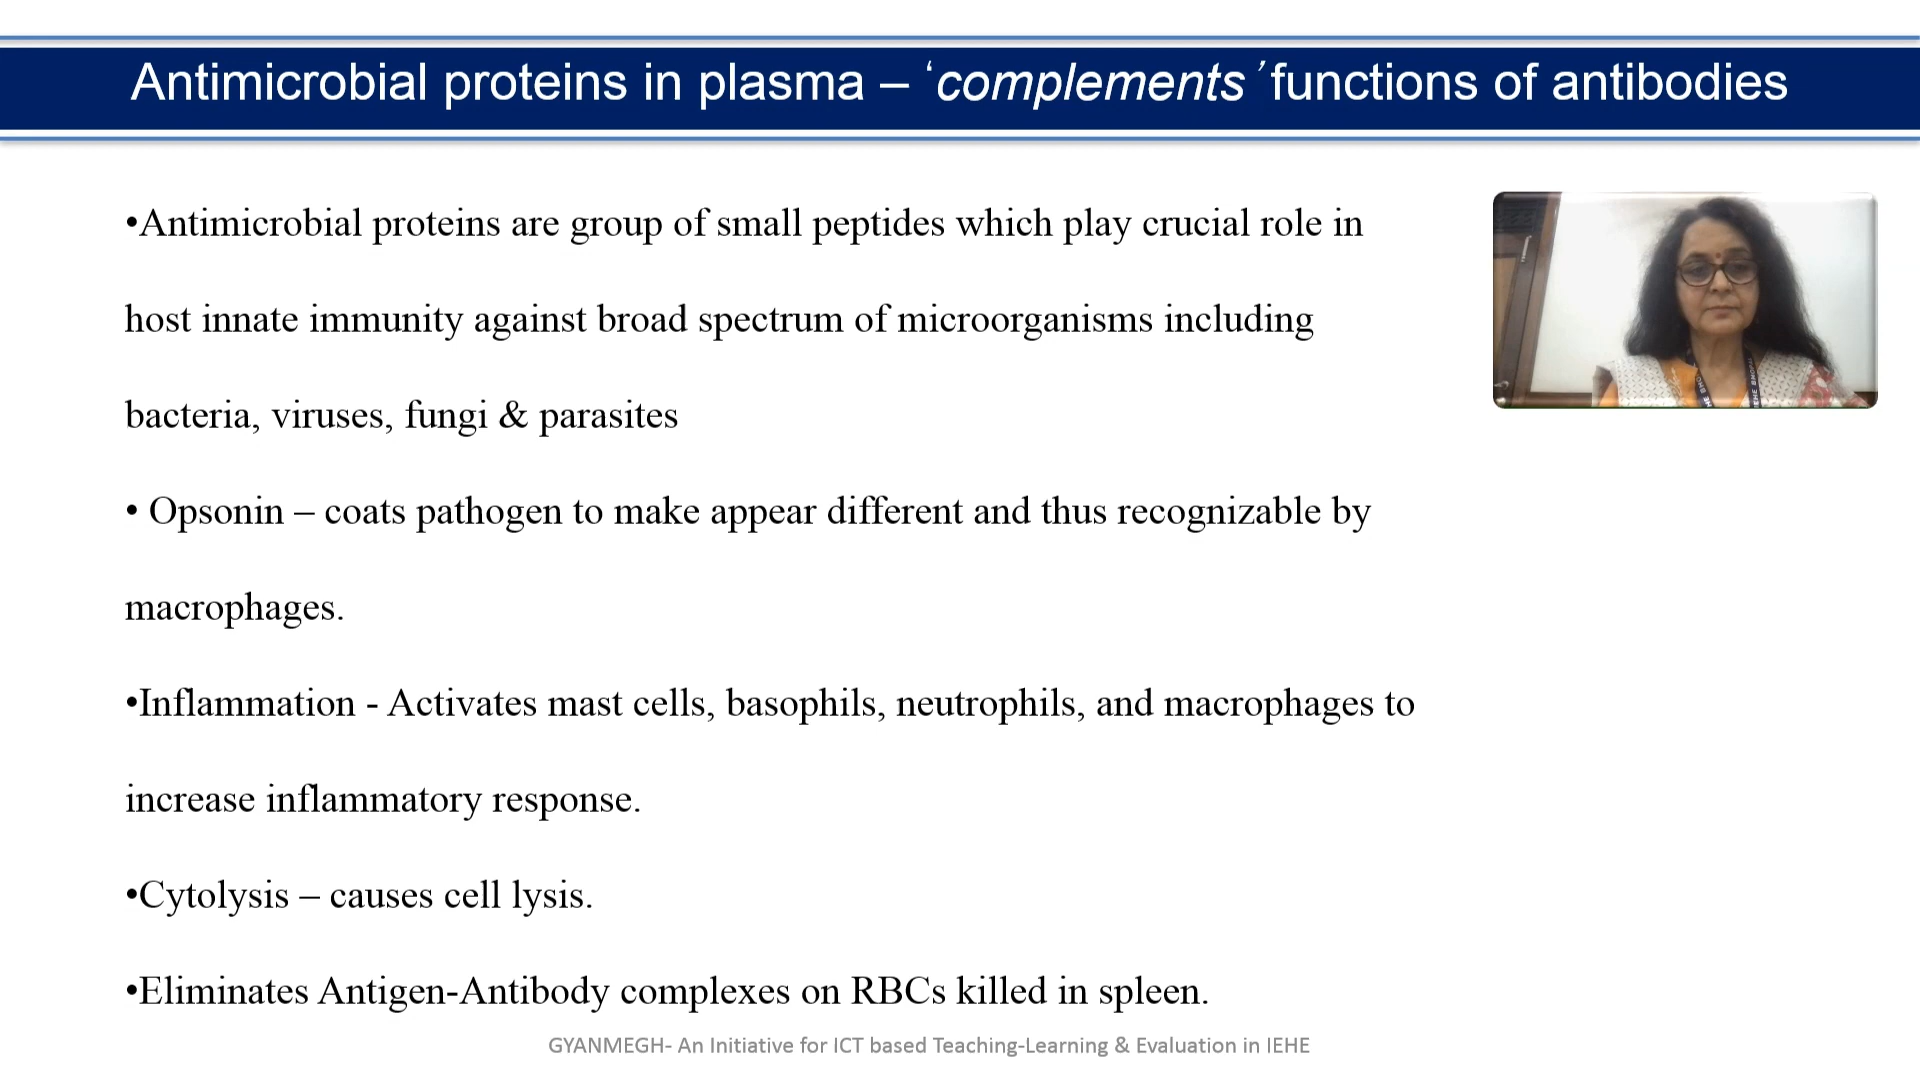 Antimicrobial proteins in plasma – ‘complements’functions of antibodies
•Antimicrobial proteins are group of small peptides which play crucial role in
host innate immunity against broad spectrum of microorganisms including
bacteria, viruses, fungi & parasites
• Opsonin – coats pathogen to make appear different and thus recognizable by
macrophages.
•Inflammation - Activates mast cells, basophils, neutrophils, and macrophages to
increase inflammatory response.
•Cytolysis – causes cell lysis.
•Eliminates Antigen-Antibody complexes on RBCs killed in spleen.
GYANMEGH- An Initiative for ICT based Teaching-Learning & Evaluation in IEHE